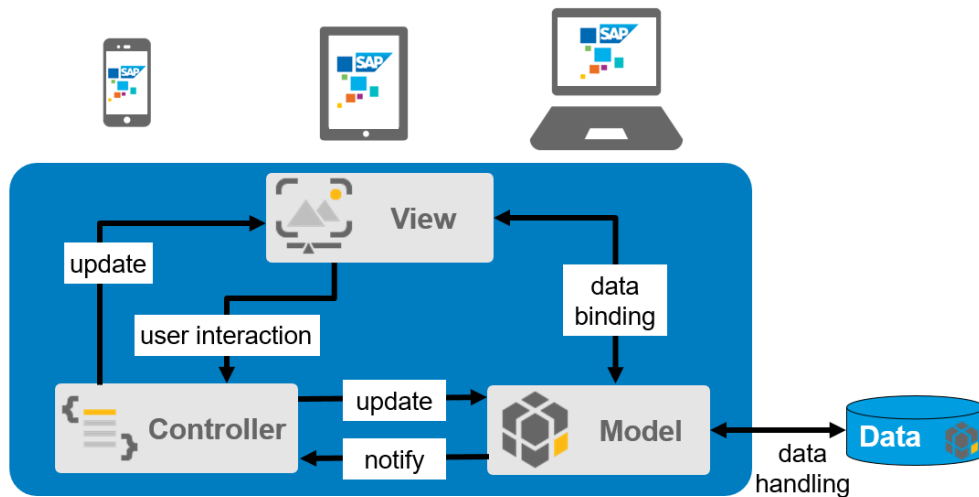 SAP
SAP
SAP
View
update
data
binding
user interaction
Controller
update
Model
notify
Data
data
handling